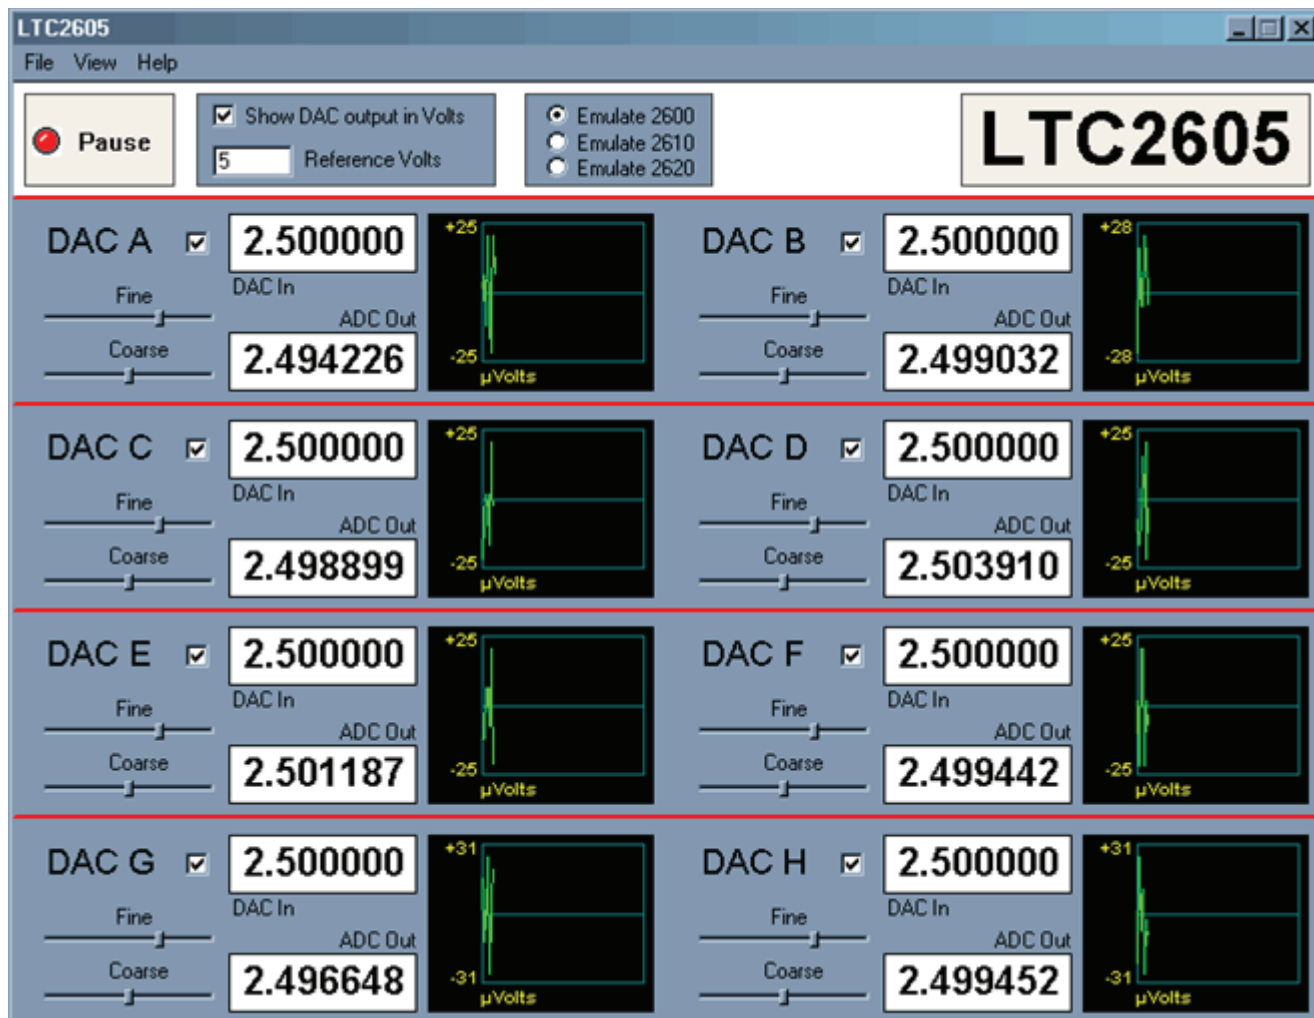 LTC2605
File View Help
Pause
Show DAC output in Volts
5 Reference Volts
Emulate 2600
Emulate 2610
Emulate 2620
LTC2605
DAC A
2.500000
DAC In
Fine
ADC Out
Coarse
2.494226
+25
-25
µVolts
DAC B
2.500000
DAC In
Fine
ADC Out
Coarse
2.499032
+28
-28
µVolts
DAC C
2.500000
DAC In
Fine
ADC Out
Coarse
2.498899
+25
-25
µVolts
DAC D
2.500000
DAC In
Fine
ADC Out
Coarse
2.503910
+25
-25
µVolts
DAC E
2.500000
DAC In
Fine
ADC Out
Coarse
2.501187
+25
-25
µVolts
DAC F
2.500000
DAC In
Fine
ADC Out
Coarse
2.499442
+25
-25
µVolts
DAC G
2.500000
DAC In
Fine
ADC Out
Coarse
2.496648
+31
-31
µVolts
DAC H
2.500000
DAC In
Fine
ADC Out
Coarse
2.499452
+31
-31
µVolts